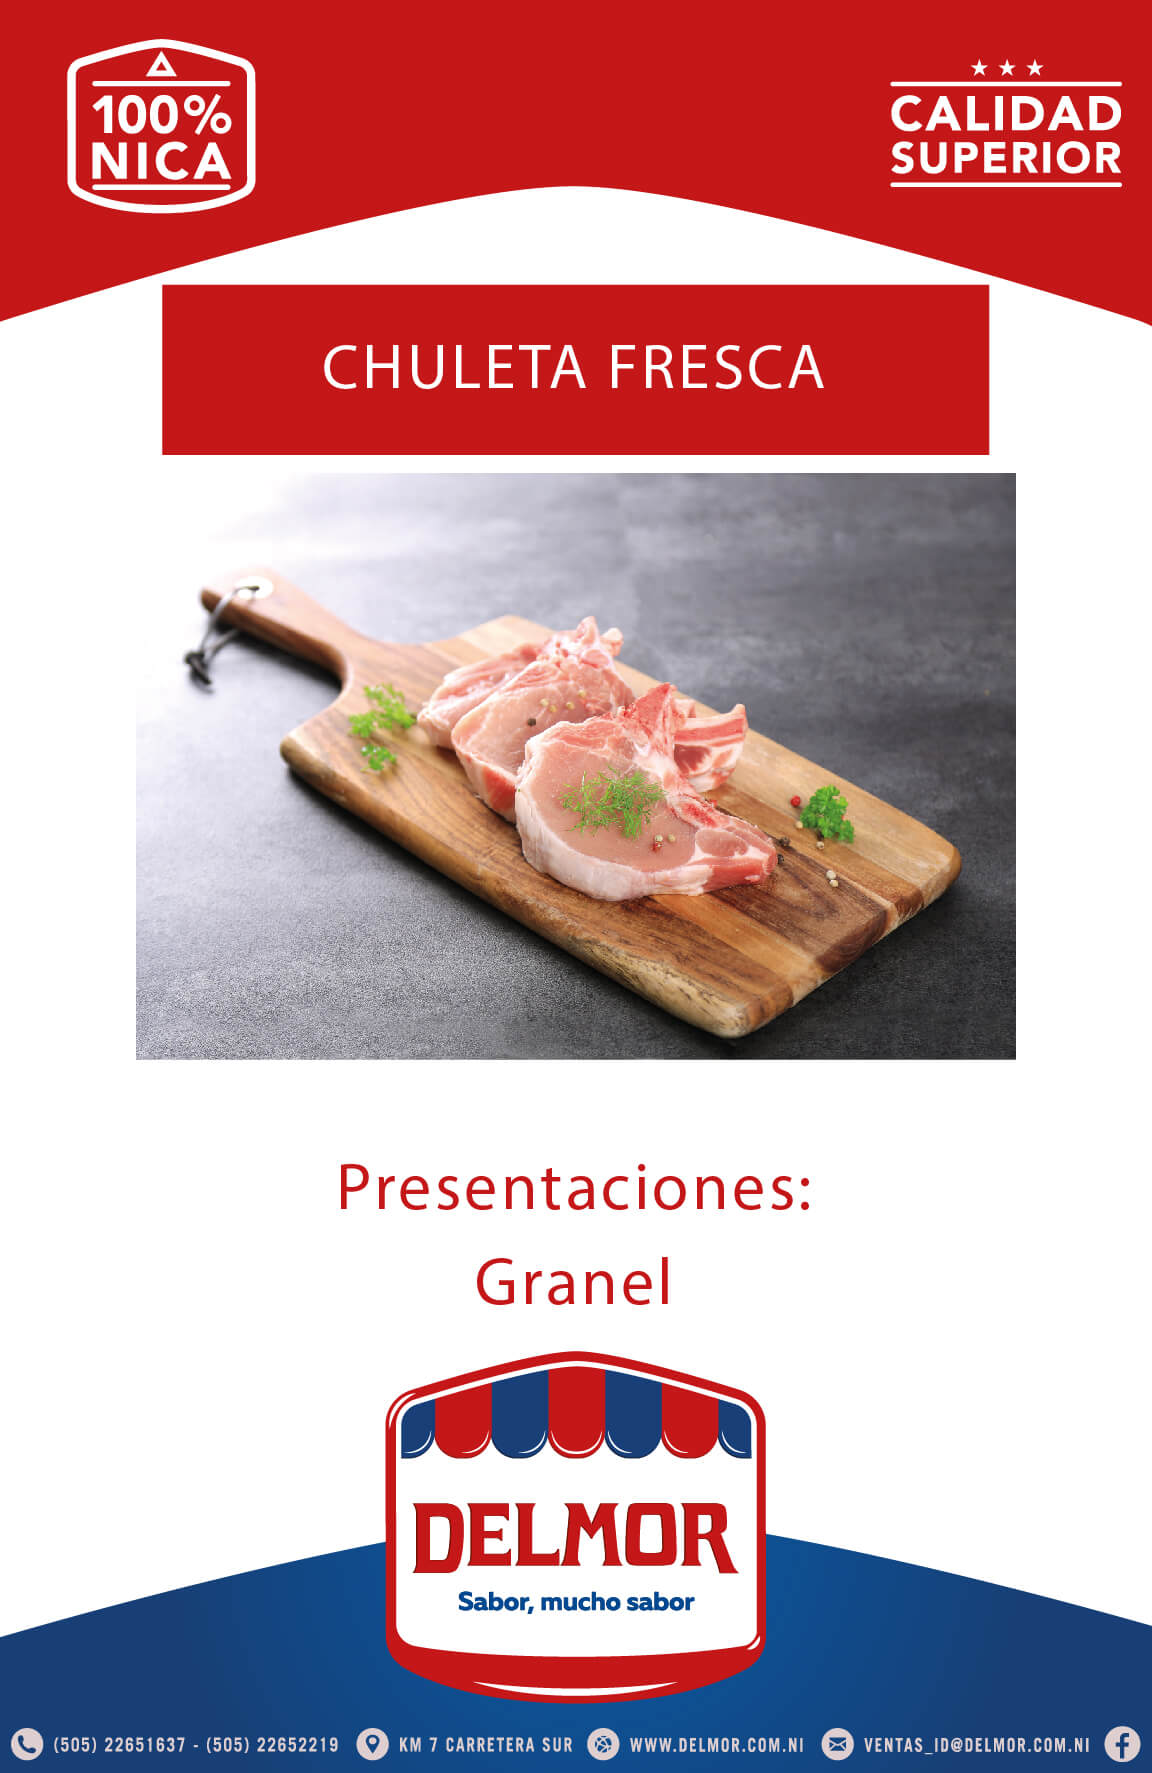 100%
NICA
CALIDAD
SUPERIOR
CHULETA FRESCA
Presentaciones:
Granel
DELMOR
Sabor, mucho sabor
(505) 22651637 - (505) 22652219 KM 7 CARRETERA SUR WWW.DELMOR.COM.NI VENTAS_ID@DELMOR.COM.NI